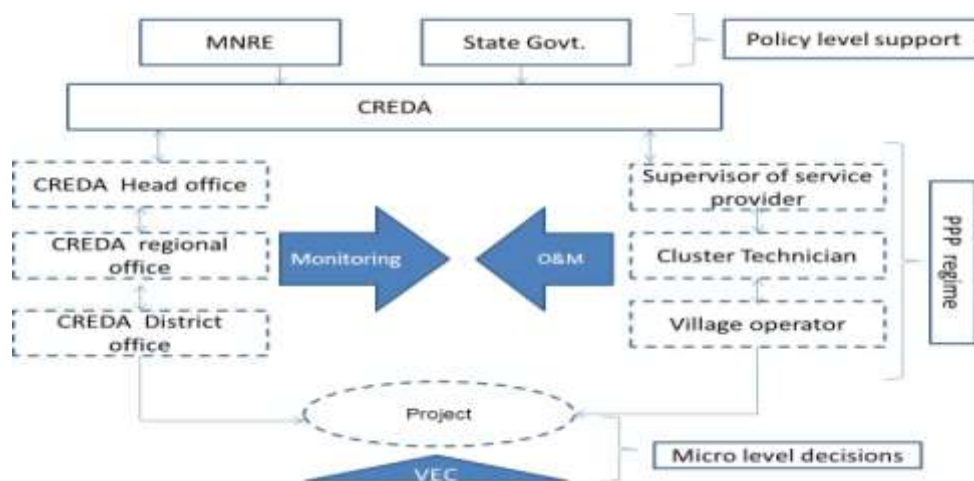 MNRE
State Govt.
Policy level support
CREDA
CREDA Head office
Supervisor of service
provider
CREDA regional
office
Monitoring
O&M
Cluster Technician
PPP regime
CREDA District
office
Village operator
Project
Micro level decisions
VEC